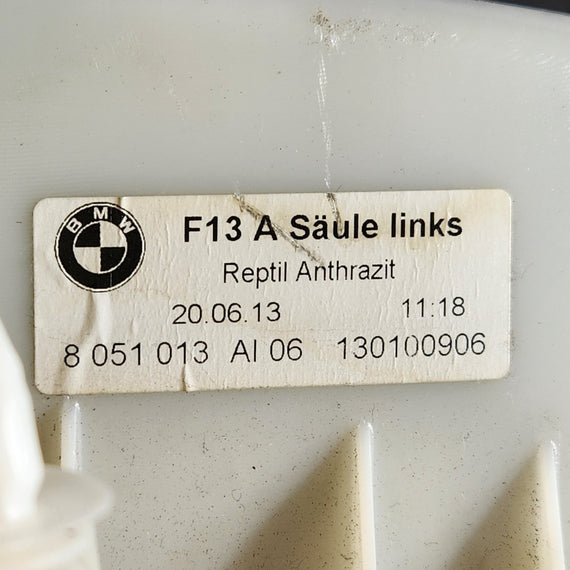 BMW
F13 A Säule links
Reptil Anthrazit
20.06.13 11:18
8 051 013 AI 06 130100906